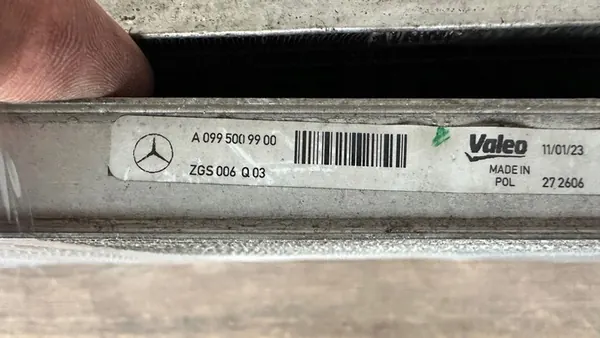 A 099 500 99 00
ZGS 006 Q 03
Valeo 11/01/23
MADE IN
POL 27 2606